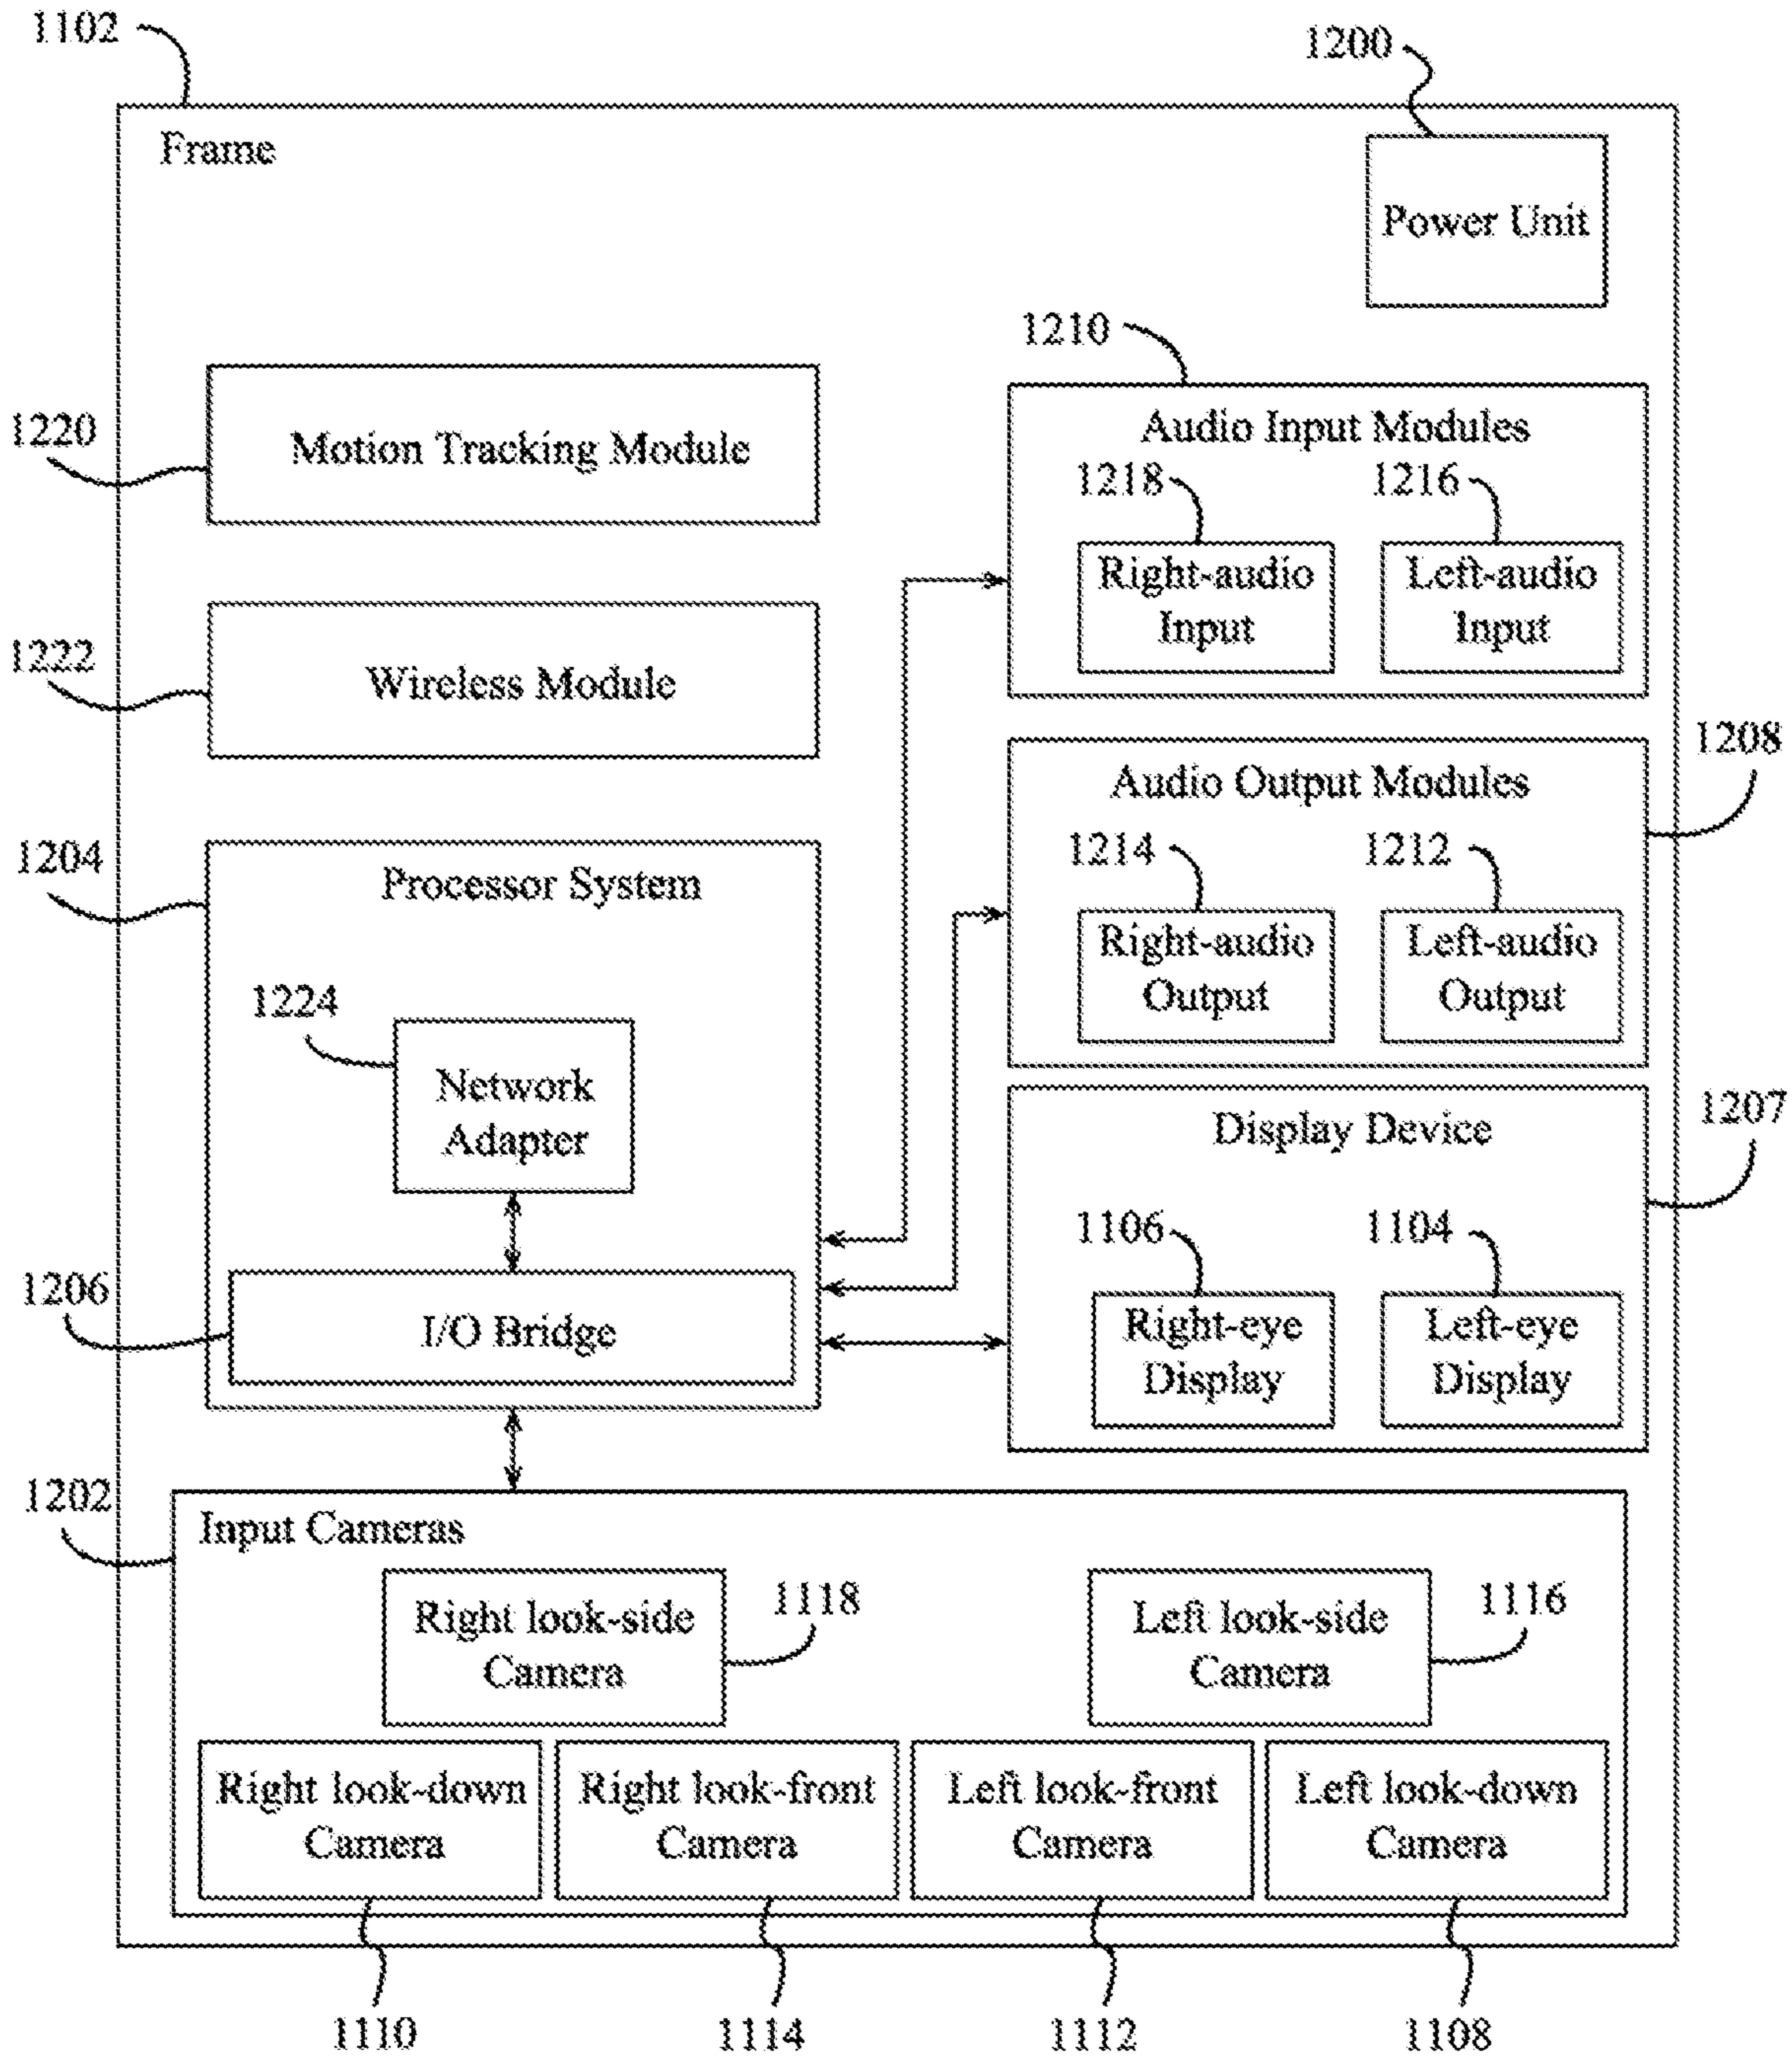 1102
1200
Frame
Power Unit
1210
1220
Motion Tracking Module
Audio Input Modules
1218
1216
Right-audio
Input
Left-audio
Input
1222
Wireless Module
1208
Audio Output Modules
1214
1212
Right-audio
Output
Left-audio
Output
1204
Processor System
1224
Network
Adapter
1207
Display Device
1106
1104
Right-eye
Display
Left-eye
Display
1206
I/O Bridge
1202
Input Cameras
Right look-side
Camera
1118
Left look-side
Camera
1116
Right look-down
Camera
Right look-front
Camera
Left look-front
Camera
Left look-down
Camera
1110
1114
1112
1108